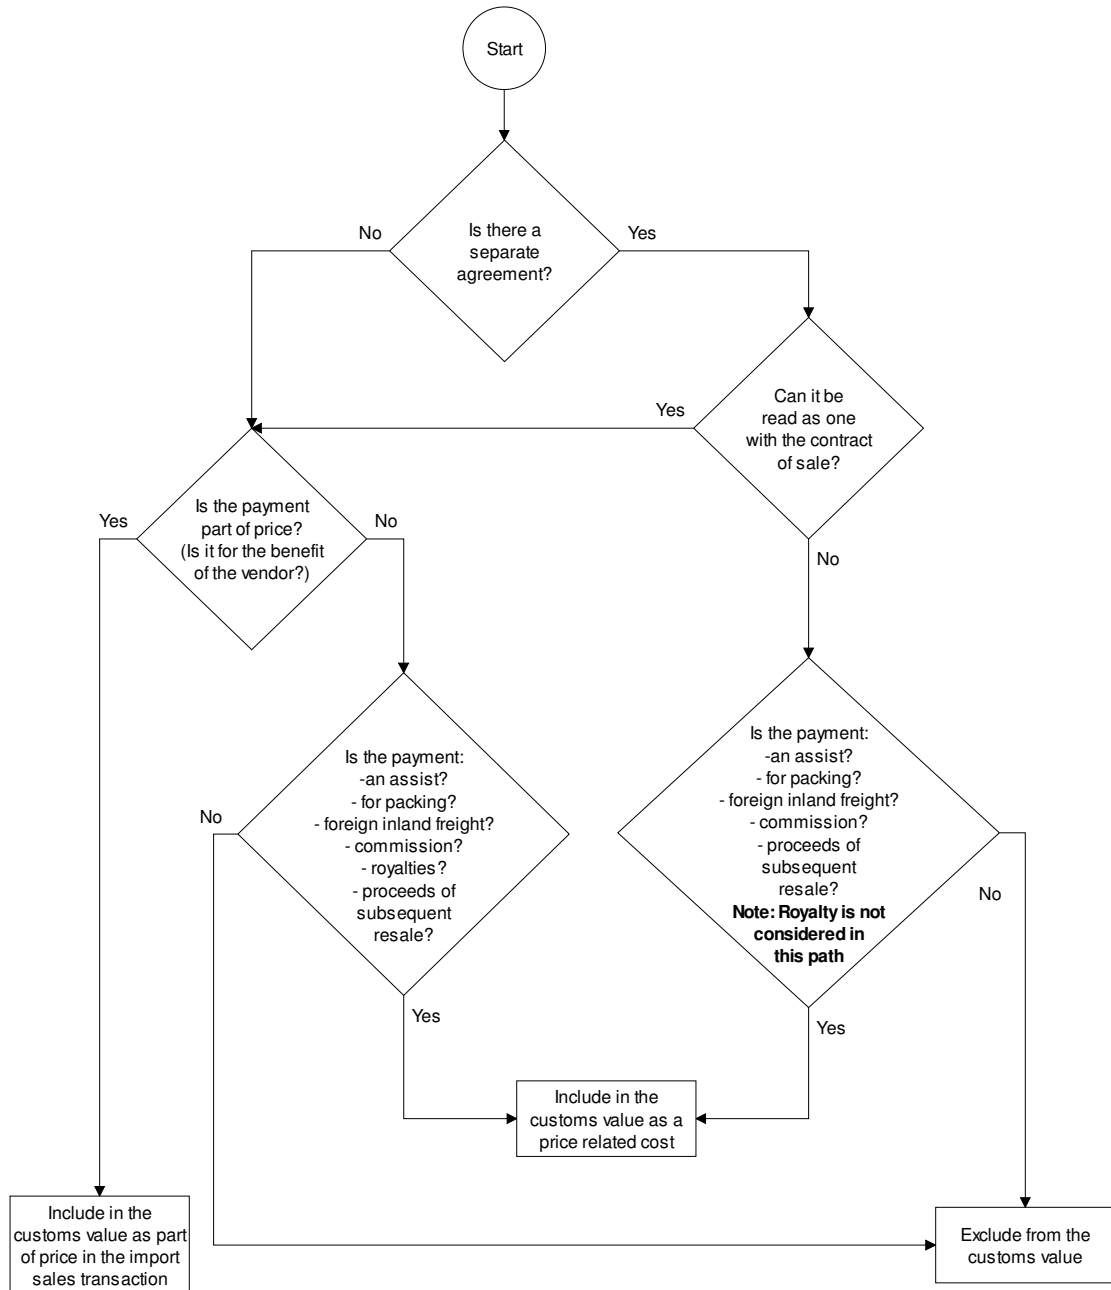 Start
Is there a
separate
agreement?
No
Yes
Can it be
read as one
with the contract
of sale?
Yes
No
Is the payment
part of price?
(Is it for the benefit
of the vendor?)
Yes
No
Is the payment:
-an assist?
- for packing?
- foreign inland freight?
- commission?
- royalties?
- proceeds of
subsequent
resale?
No
Yes
Is the payment:
-an assist?
- for packing?
- foreign inland freight?
- commission?
- proceeds of
subsequent
resale?
Note: Royalty is not
considered in
this path
No
Yes
Include in the
customs value as a
price related cost
Include in the
customs value as part
of price in the import
sales transaction
Exclude from the
customs value